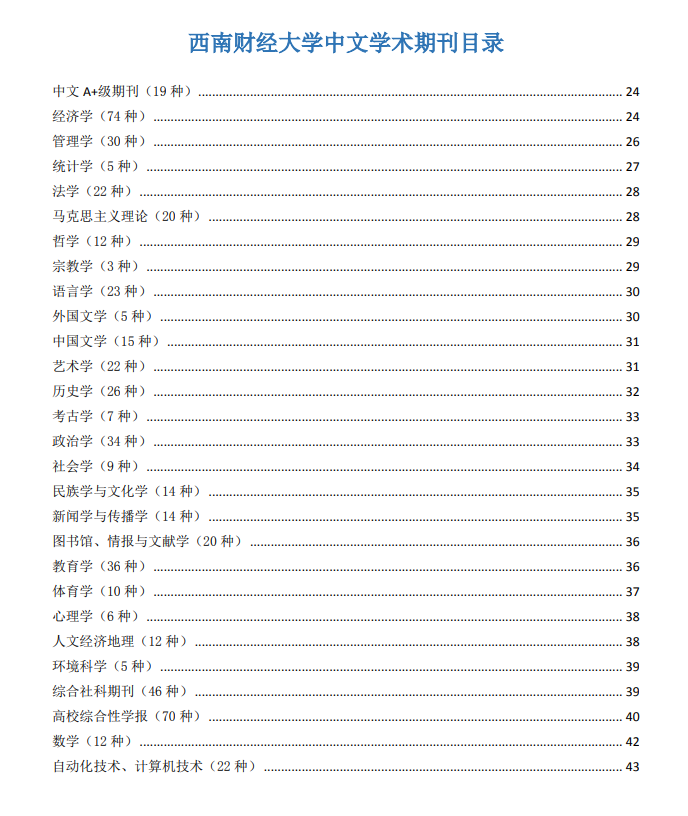 西南财经大学中文学术期刊目录
中文 A+级期刊（19 种）.......... 24
经济学（74 种）.......... 24
管理学（30 种）.......... 26
统计学（5 种）.......... 27
法学（22 种）.......... 28
马克思主义理论（20 种）.......... 28
哲学（12 种）.......... 29
宗教学（3 种）.......... 29
语言学（23 种）.......... 30
外国文学（5 种）.......... 30
中国文学（15 种）.......... 31
艺术学（22 种）.......... 31
历史学（26 种）.......... 32
考古学（7 种）.......... 33
政治学（34 种）.......... 33
社会学（9 种）.......... 34
民族学与文化学（14 种）.......... 35
新闻学与传播学（14 种）.......... 35
图书馆、情报与文献学（20 种）.......... 36
教育学（36 种）.......... 36
体育学（10 种）.......... 37
心理学（6 种）.......... 38
人文经济地理（12 种）.......... 38
环境科学（5 种）.......... 39
综合社科期刊（46 种）.......... 39
高校综合性学报（70 种）.......... 40
数学（12 种）.......... 42
自动化技术、计算机技术（22 种）.......... 43